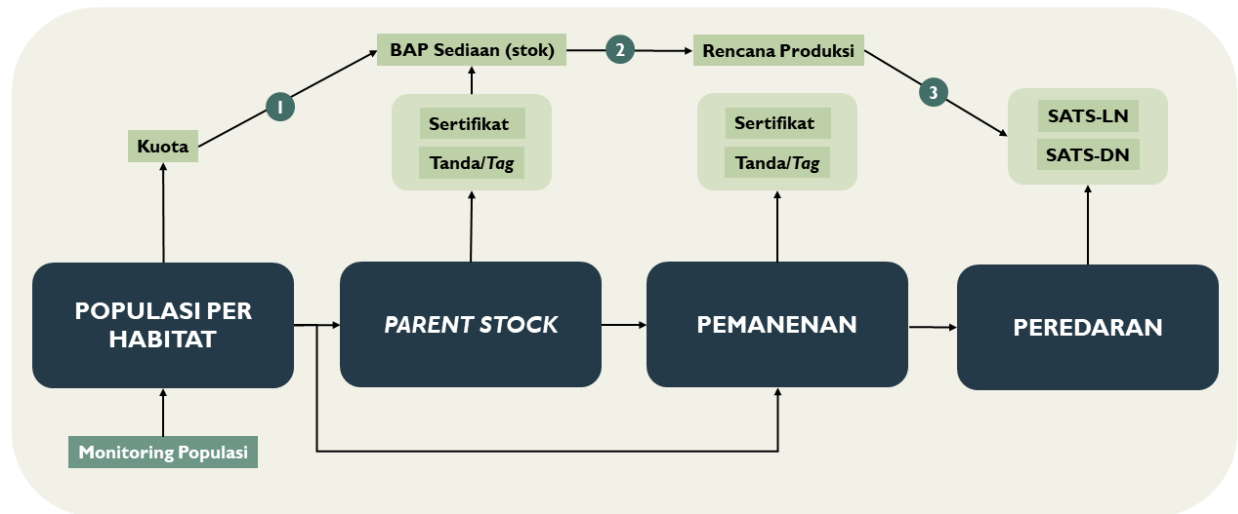 BAP Sediaan (stok)
2
Rencana Produksi
1
3
Kuota
Sertifikat
Tanda/Tag
Sertifikat
Tanda/Tag
SATS-LN
SATS-DN
POPULASI PER
HABITAT
PARENT STOCK
PEMANENAN
PEREDARAN
Monitoring Populasi